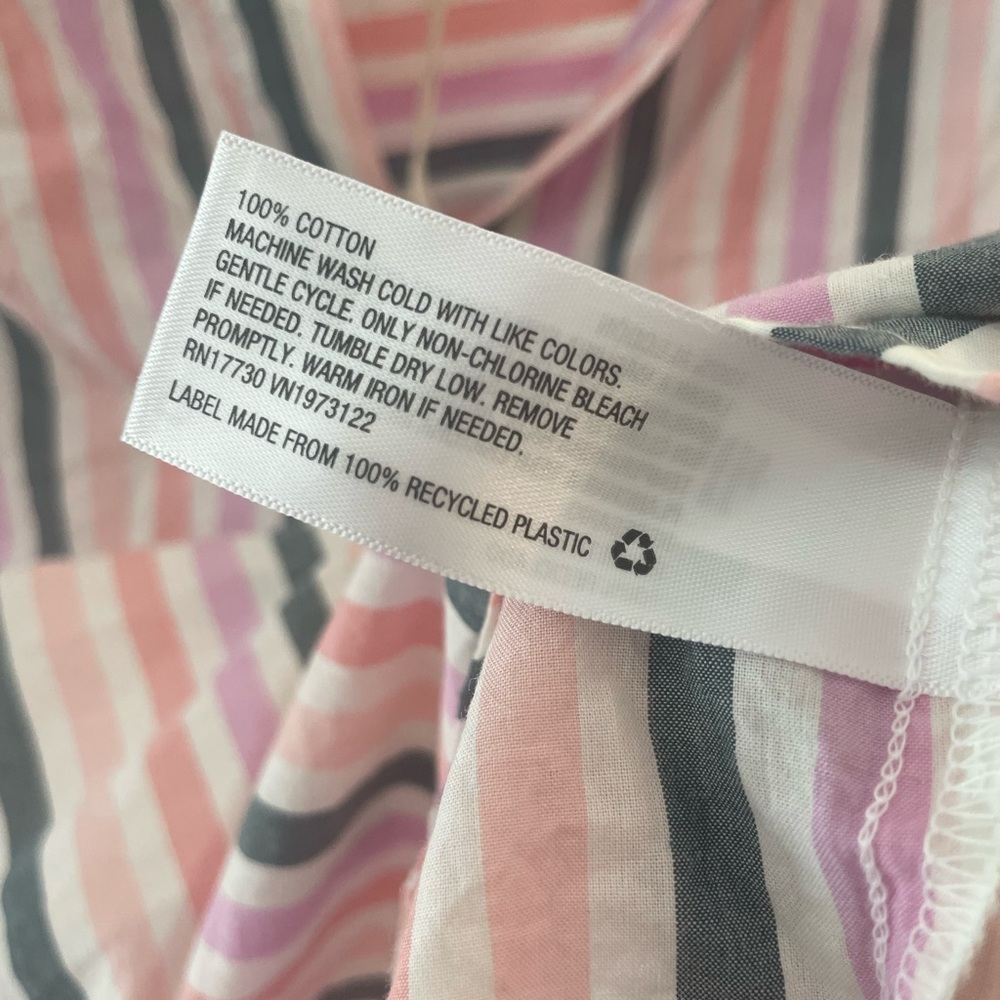 100% COTTON
MACHINE WASH COLD WITH LIKE COLORS.
GENTLE CYCLE. ONLY NON-CHLORINE BLEACH
IF NEEDED. TUMBLE DRY LOW. REMOVE
PROMPTLY. WARM IRON IF NEEDED.
RN17730 VN1973122
LABEL MADE FROM 100% RECYCLED PLASTIC